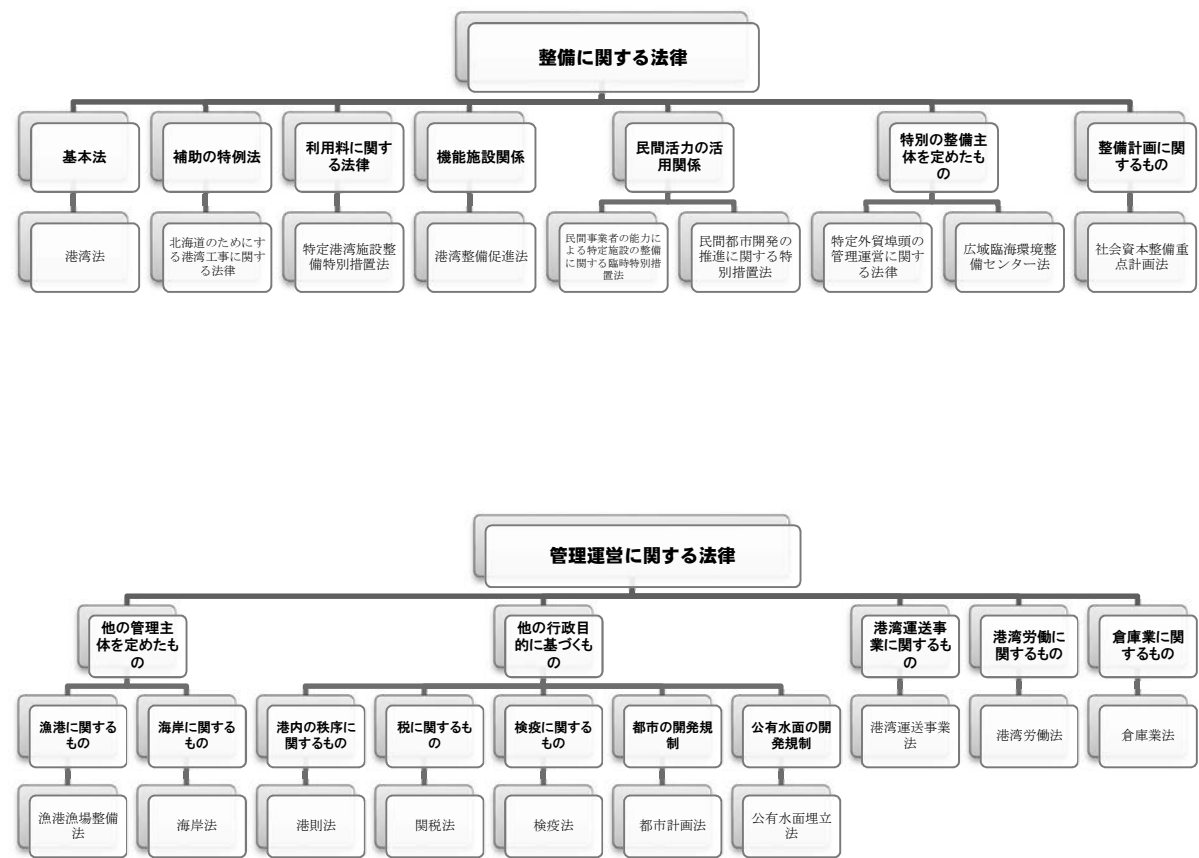 整備に関する法律
基本法
補助の特例法
利用料に関す
る法律
機能施設関係
民間活力の活
用関係
特別の整備主
体を定めたも
の
整備計画に関
するもの
港湾法
北海道のためにす
る港湾工事に関す
る法律
特定港湾施設整
備特別措置法
港湾整備促進法
民間事業者の能力に
よる特定施設の整備
に関する臨時特別措
置法
民間都市開発の
推進に関する特
別措置法
特定外貿埠頭の
管理運営に関す
る法律
広域臨海環境整
備センター法
社会資本整備重
点計画法
管理運営に関する法律
他の管理主
体を定めたも
の
他の行政目
的に基づくも
の
港湾運送事
業に関するも
の
港湾労働に
関するもの
倉庫業に関
するもの
漁港に関する
もの
海岸に関する
もの
港内の秩序に
関するもの
税に関するも
の
検疫に関する
もの
都市の開発規
制
公有水面の開
発規制
港湾運送事業
法
港湾労働法
倉庫業法
漁港漁場整備
法
海岸法
港則法
関税法
検疫法
都市計画法
公有水面埋立
法